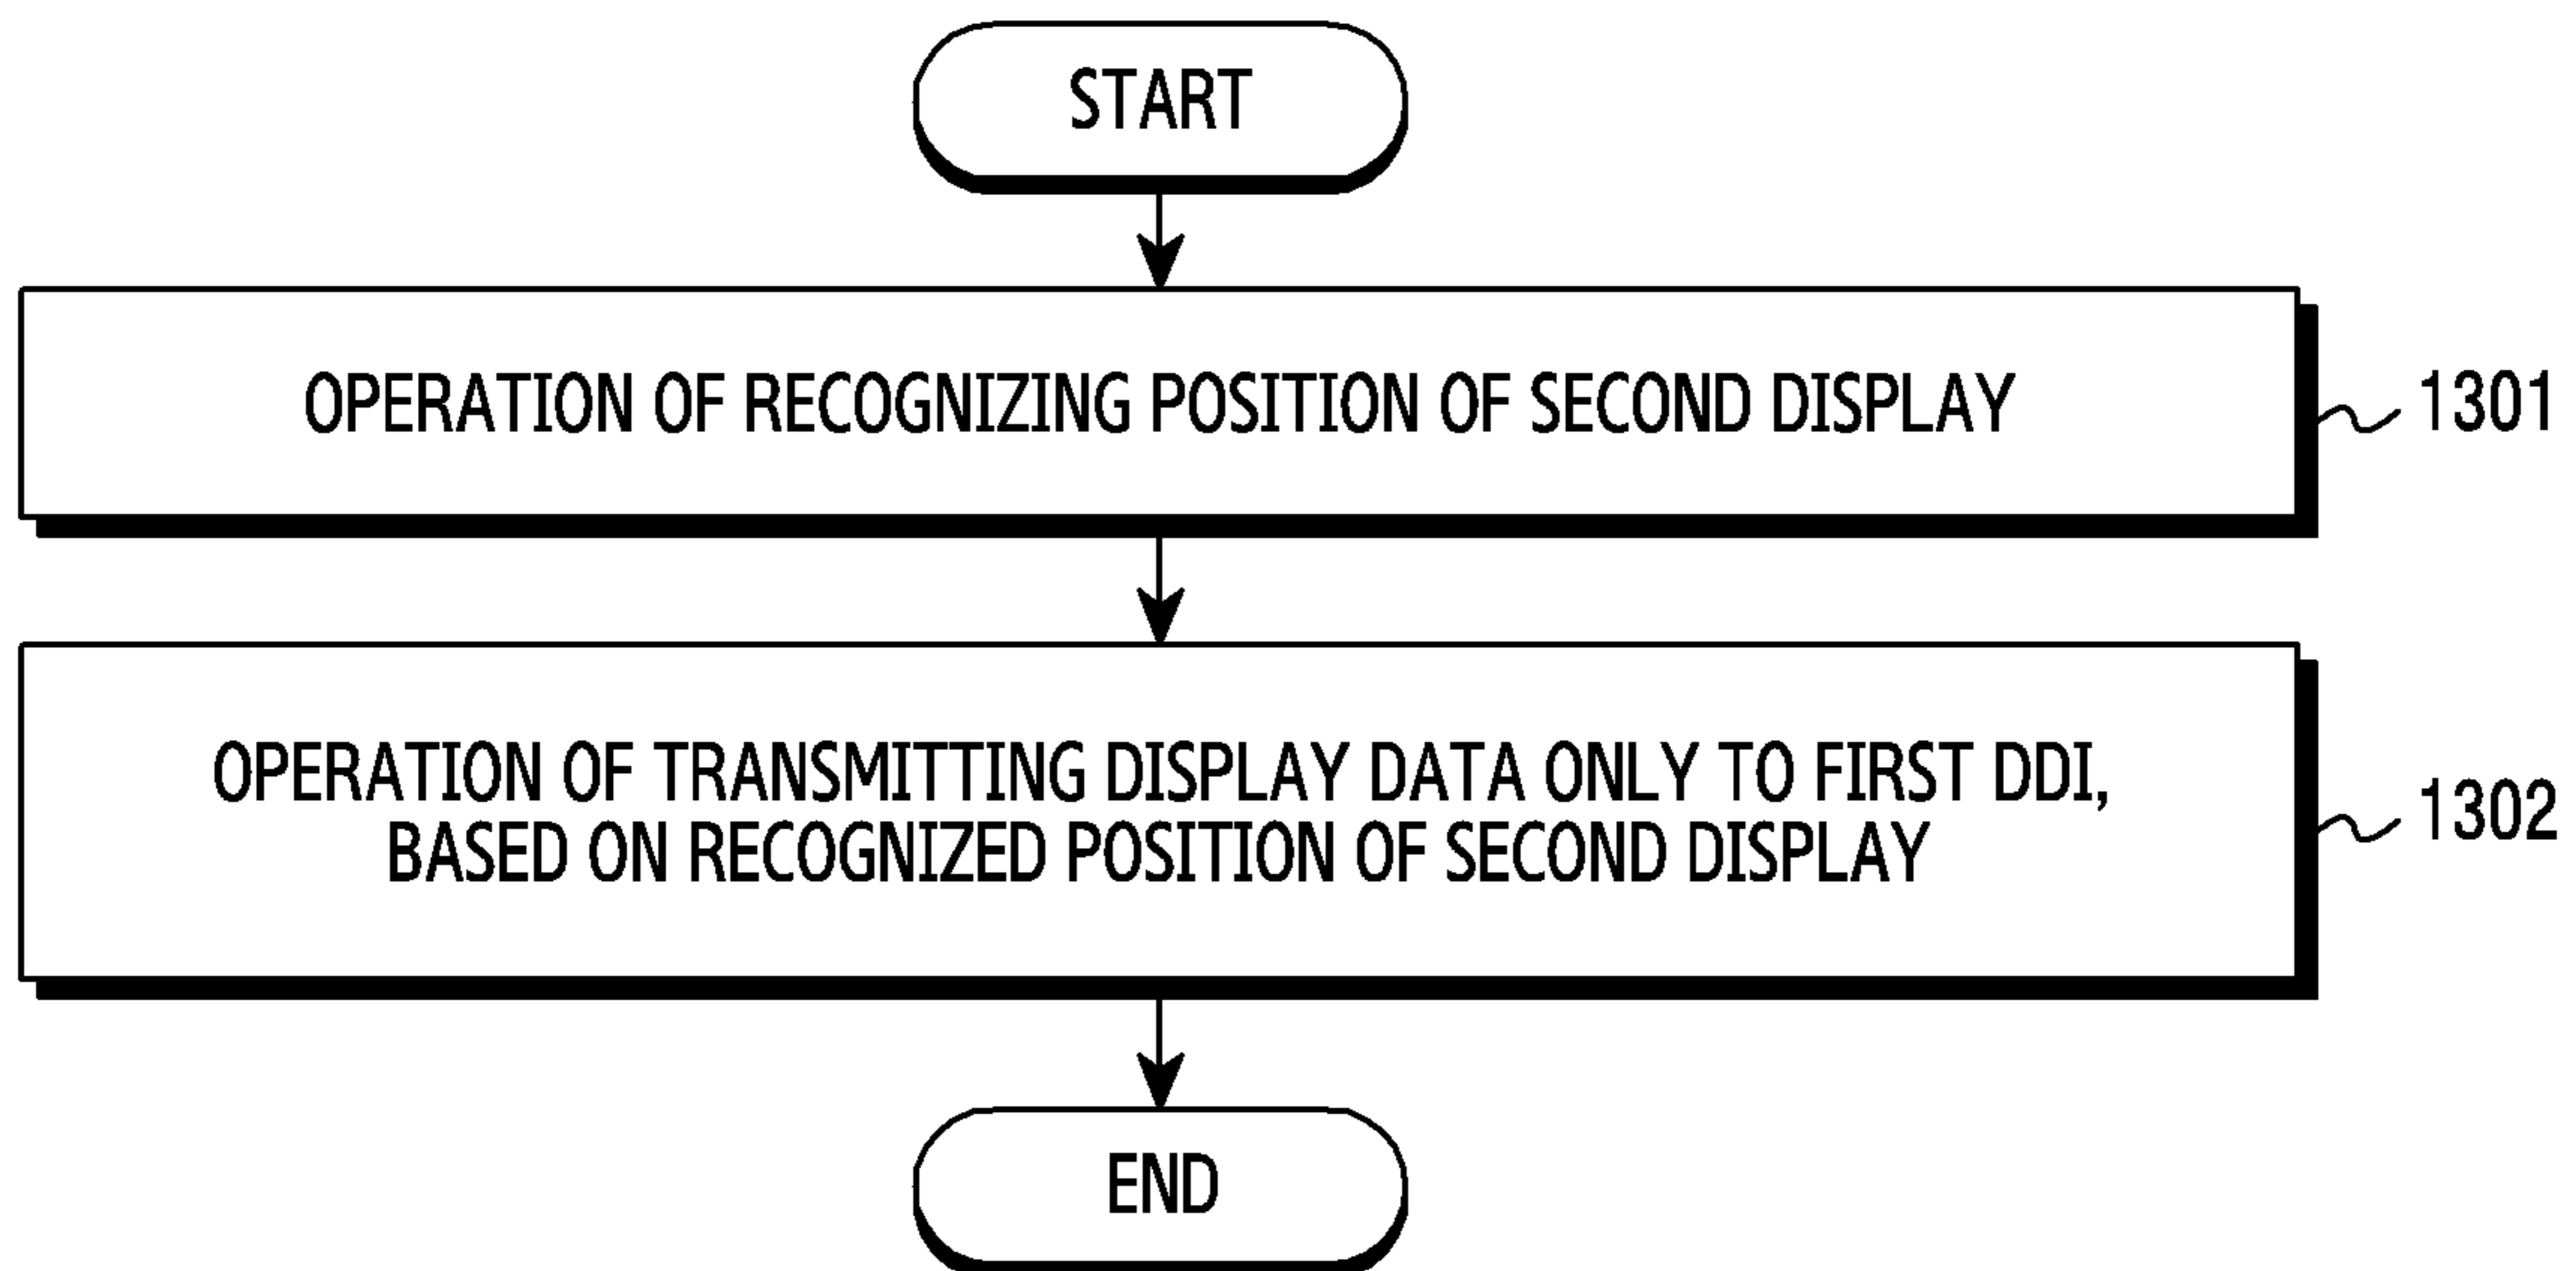 START
OPERATION OF RECOGNIZING POSITION OF SECOND DISPLAY
1301
OPERATION OF TRANSMITTING DISPLAY DATA ONLY TO FIRST DDI,
BASED ON RECOGNIZED POSITION OF SECOND DISPLAY
1302
END